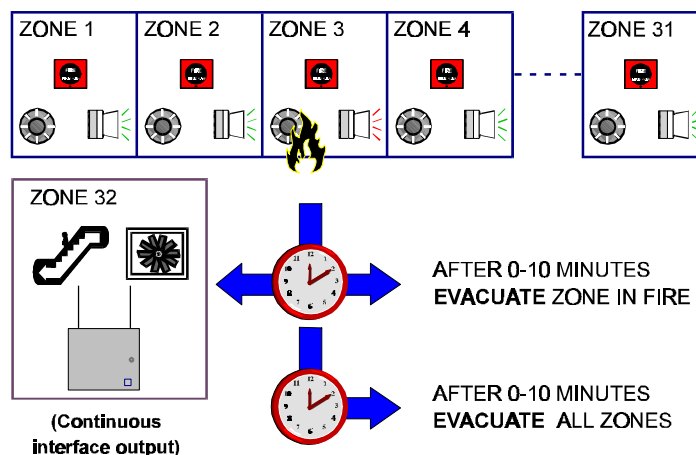 ZONE 1
ZONE 2
ZONE 3
ZONE 4
ZONE 31
ZONE 32
AFTER 0-10 MINUTES
EVACUATE ZONE IN FIRE
AFTER 0-10 MINUTES
EVACUATE ALL ZONES
(Continuous
interface output)